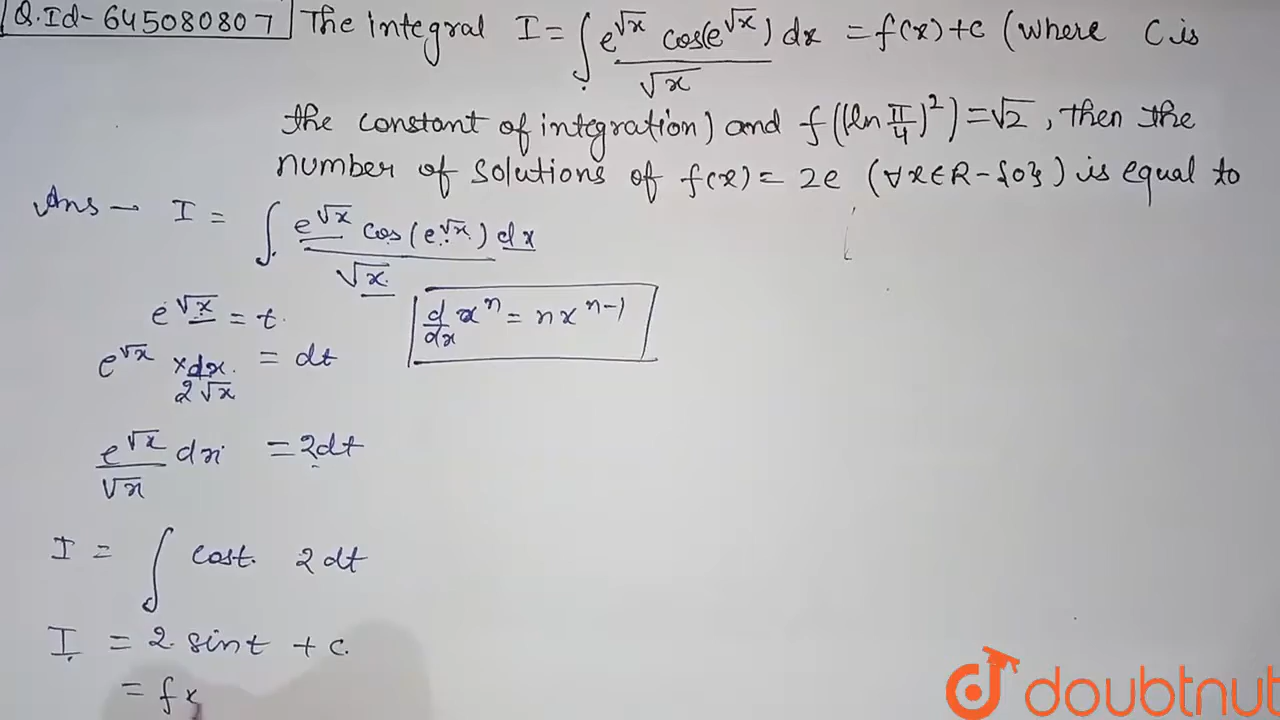 Q.Id- 645080807 The Integral I = ∫ e^√x cos(e^√x) / √x dx = f(x)+c (where C is
the constant of integration) and f((ln π/4)²) = √2, then the
number of solutions of f(x) = 2e (∀x∈R-{0}) is equal to
Ans → I = ∫ e^√x cos(e^√x) dx / √x
e^√x = t.
d/dx x^n = nx^n-1
e^√x × dx / 2√x = dt
e^√x / √x dx = 2dt
I = ∫ cost. 2dt
I = 2. sint + c.
= fx
doubtnut